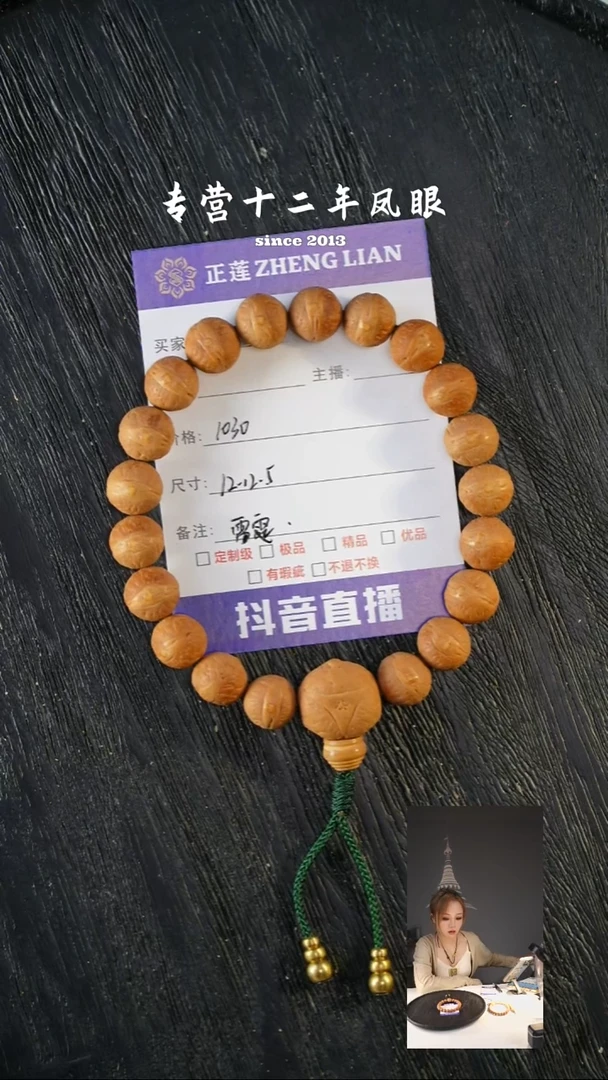 专营十二年凤眼
since 2013
正莲 ZHENG LIAN
买家
主播:
价格: 1030
尺寸: 12-12.5
备注:
定制级 极品 精品 优品
有瑕疵 不退不换
抖音直播